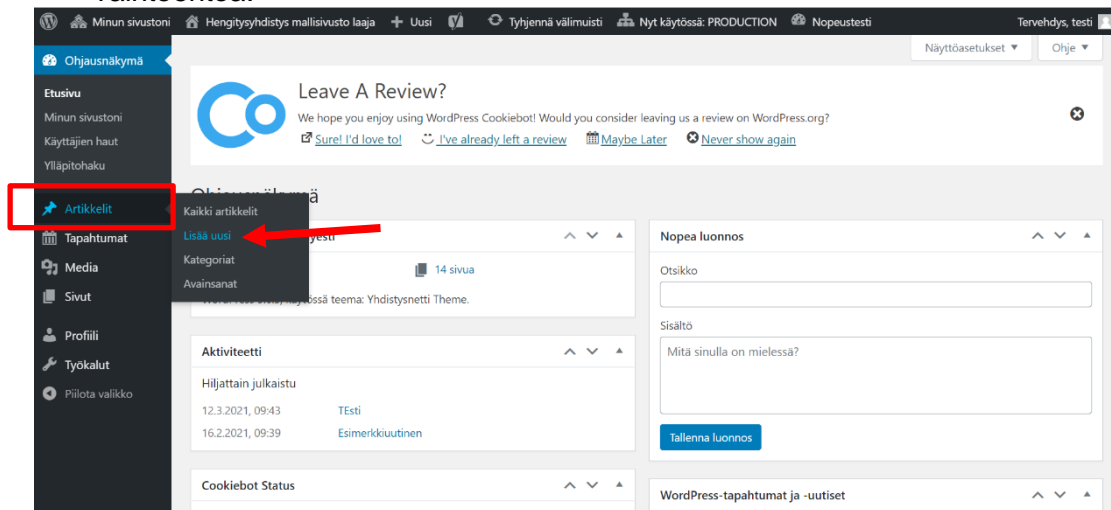 Minun sivustoni Hengitysyhdistys mallisivusto laaja + Uusi Tyhjennä välimuisti Nyt käytössä: PRODUCTION Nopeustesti Tervehdys, testi
Näyttöasetukset ▼ Ohje ▼
Ohjausnäkymä
Etusivu
Minun sivustoni
Käyttäjien haut
Ylläpitohaku
Artikkelit
Tapahtumat
Media
Sivut
Profiili
Työkalut
Piilota valikko
Kaikki artikkelit
Lisää uusi
Kategoriat
Avainsanat
Leave A Review?
We hope you enjoy using WordPress Cookiebot! Would you consider leaving us a review on WordPress.org?
Sure! I'd love to! I've already left a review Maybe Later Never show again
14 sivua
teema: Yhdistysnetti Theme.
Aktiviteetti
Hiljattain julkaistu
12.3.2021, 09:43 TEsti
16.2.2021, 09:39 Esimerkkiuutinen
Cookiebot Status
Nopea luonnos
Otsikko
Sisältö
Mitä sinulla on mielessä?
Tallenna luonnos
WordPress-tapahtumat ja -uutiset